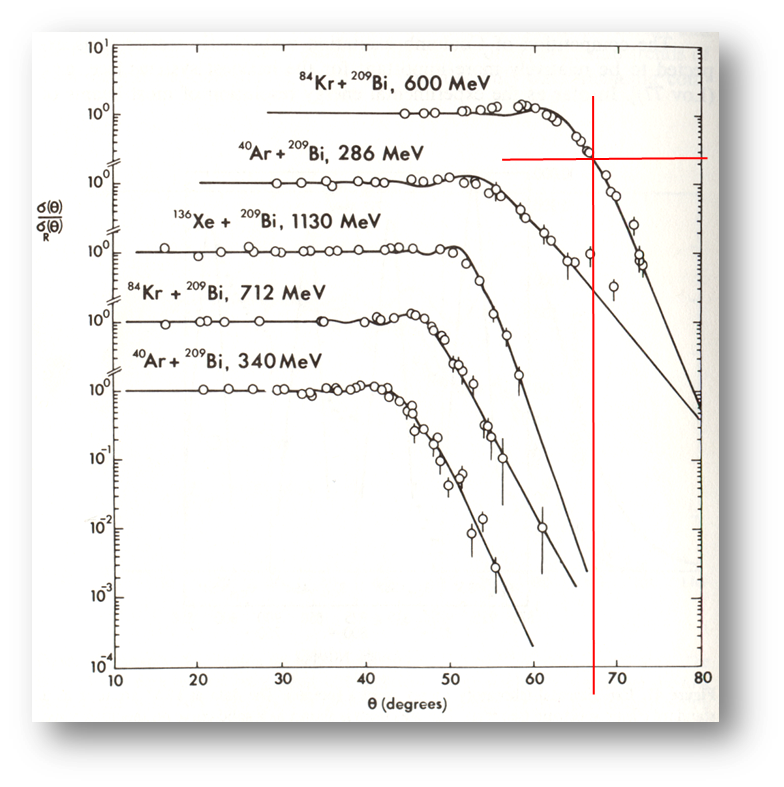 10¹
⁸⁴Kr + ²⁰⁹Bi, 600 MeV
10⁰
⁴⁰Ar + ²⁰⁹Bi, 286 MeV
10⁰
¹³⁶Xe + ²⁰⁹Bi, 1130 MeV
σ(θ)
σ_R(θ)
10⁰
⁸⁴Kr + ²⁰⁹Bi, 712 MeV
10⁰
⁴⁰Ar + ²⁰⁹Bi, 340 MeV
10⁰
10⁻¹
10⁻²
10⁻³
10⁻⁴
10 20 30 40 50 60 70 80
θ (degrees)